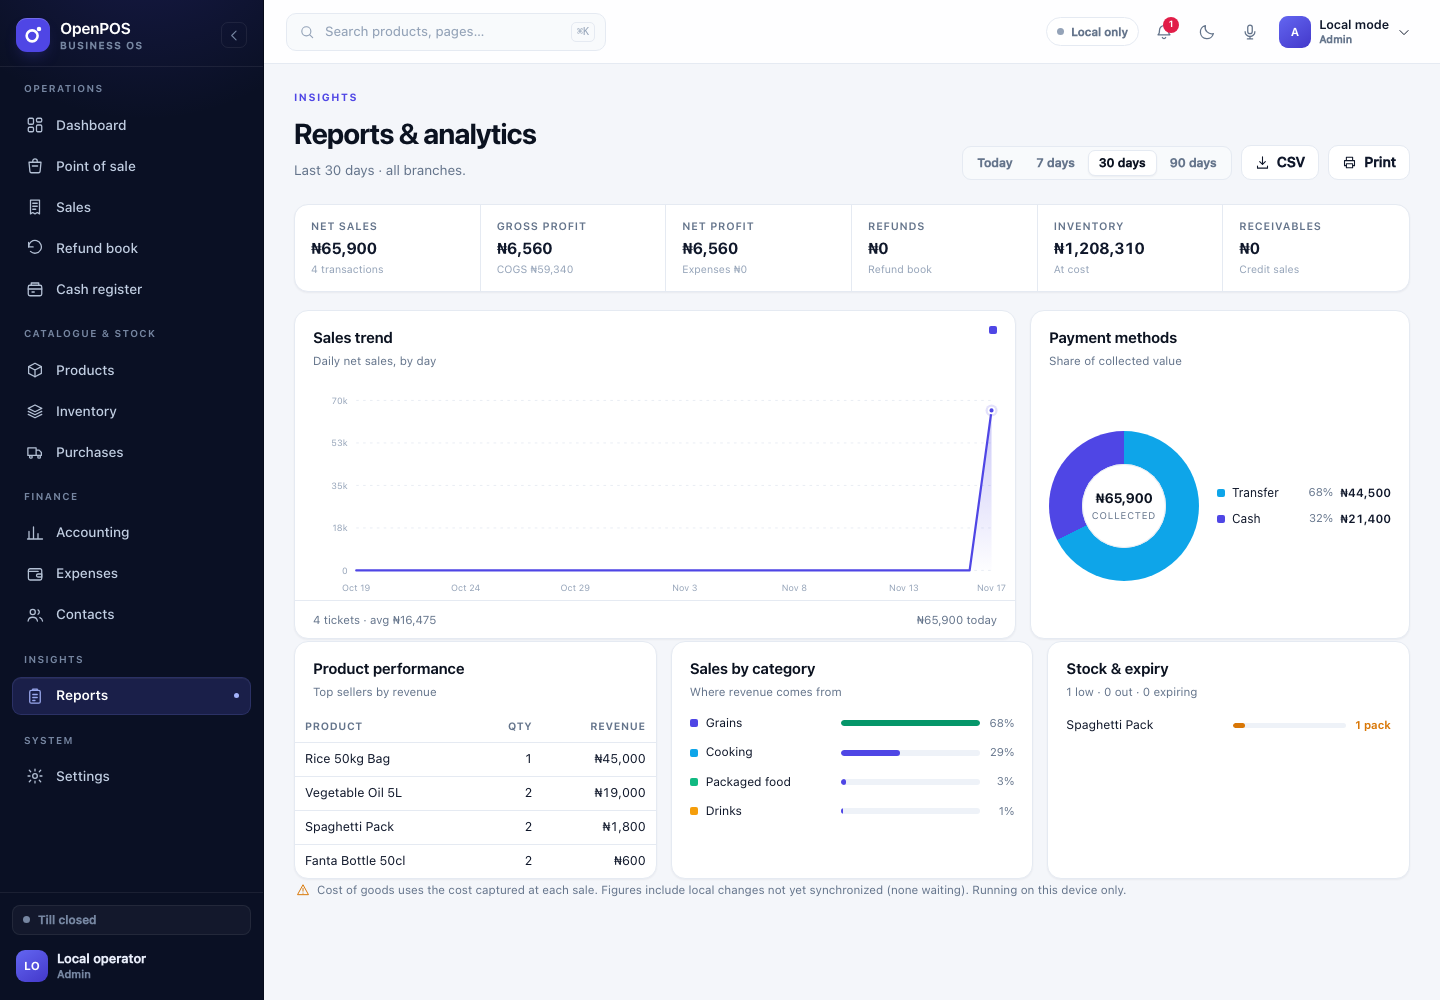 OpenPOS
BUSINESS OS
OPERATIONS
Dashboard
Point of sale
Sales
Refund book
Cash register
CATALOGUE & STOCK
Products
Inventory
Purchases
FINANCE
Accounting
Expenses
Contacts
INSIGHTS
Reports
SYSTEM
Settings
Till closed
LO
Local operator
Admin
Search products, pages...
⌘K
Local only
1
A
Local mode
Admin
INSIGHTS
Reports & analytics
Last 30 days · all branches.
Today 7 days 30 days 90 days
CSV
Print
NET SALES
₦65,900
4 transactions
GROSS PROFIT
₦6,560
COGS ₦59,340
NET PROFIT
₦6,560
Expenses ₦0
REFUNDS
₦0
Refund book
INVENTORY
₦1,208,310
At cost
RECEIVABLES
₦0
Credit sales
Sales trend
Daily net sales, by day
70k
53k
35k
18k
0
Oct 19 Oct 24 Oct 29 Nov 3 Nov 8 Nov 13 Nov 17
4 tickets · avg ₦16,475 ₦65,900 today
Payment methods
Share of collected value
₦65,900
COLLECTED
Transfer 68% ₦44,500
Cash 32% ₦21,400
Product performance
Top sellers by revenue
PRODUCT QTY REVENUE
Rice 50kg Bag 1 ₦45,000
Vegetable Oil 5L 2 ₦19,000
Spaghetti Pack 2 ₦1,800
Fanta Bottle 50cl 2 ₦600
Sales by category
Where revenue comes from
Grains 68%
Cooking 29%
Packaged food 3%
Drinks 1%
Stock & expiry
1 low · 0 out · 0 expiring
Spaghetti Pack 1 pack
Cost of goods uses the cost captured at each sale. Figures include local changes not yet synchronized (none waiting). Running on this device only.